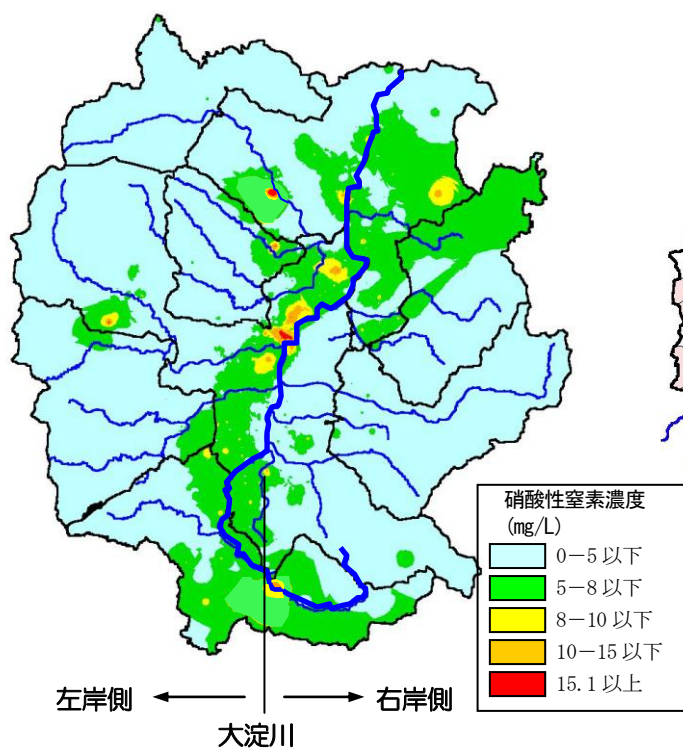 硝酸性窒素濃度
(mg/L)
0－5 以下
5－8 以下
8－10 以下
10－15 以下
15.1 以上
左岸側
右岸側
大淀川